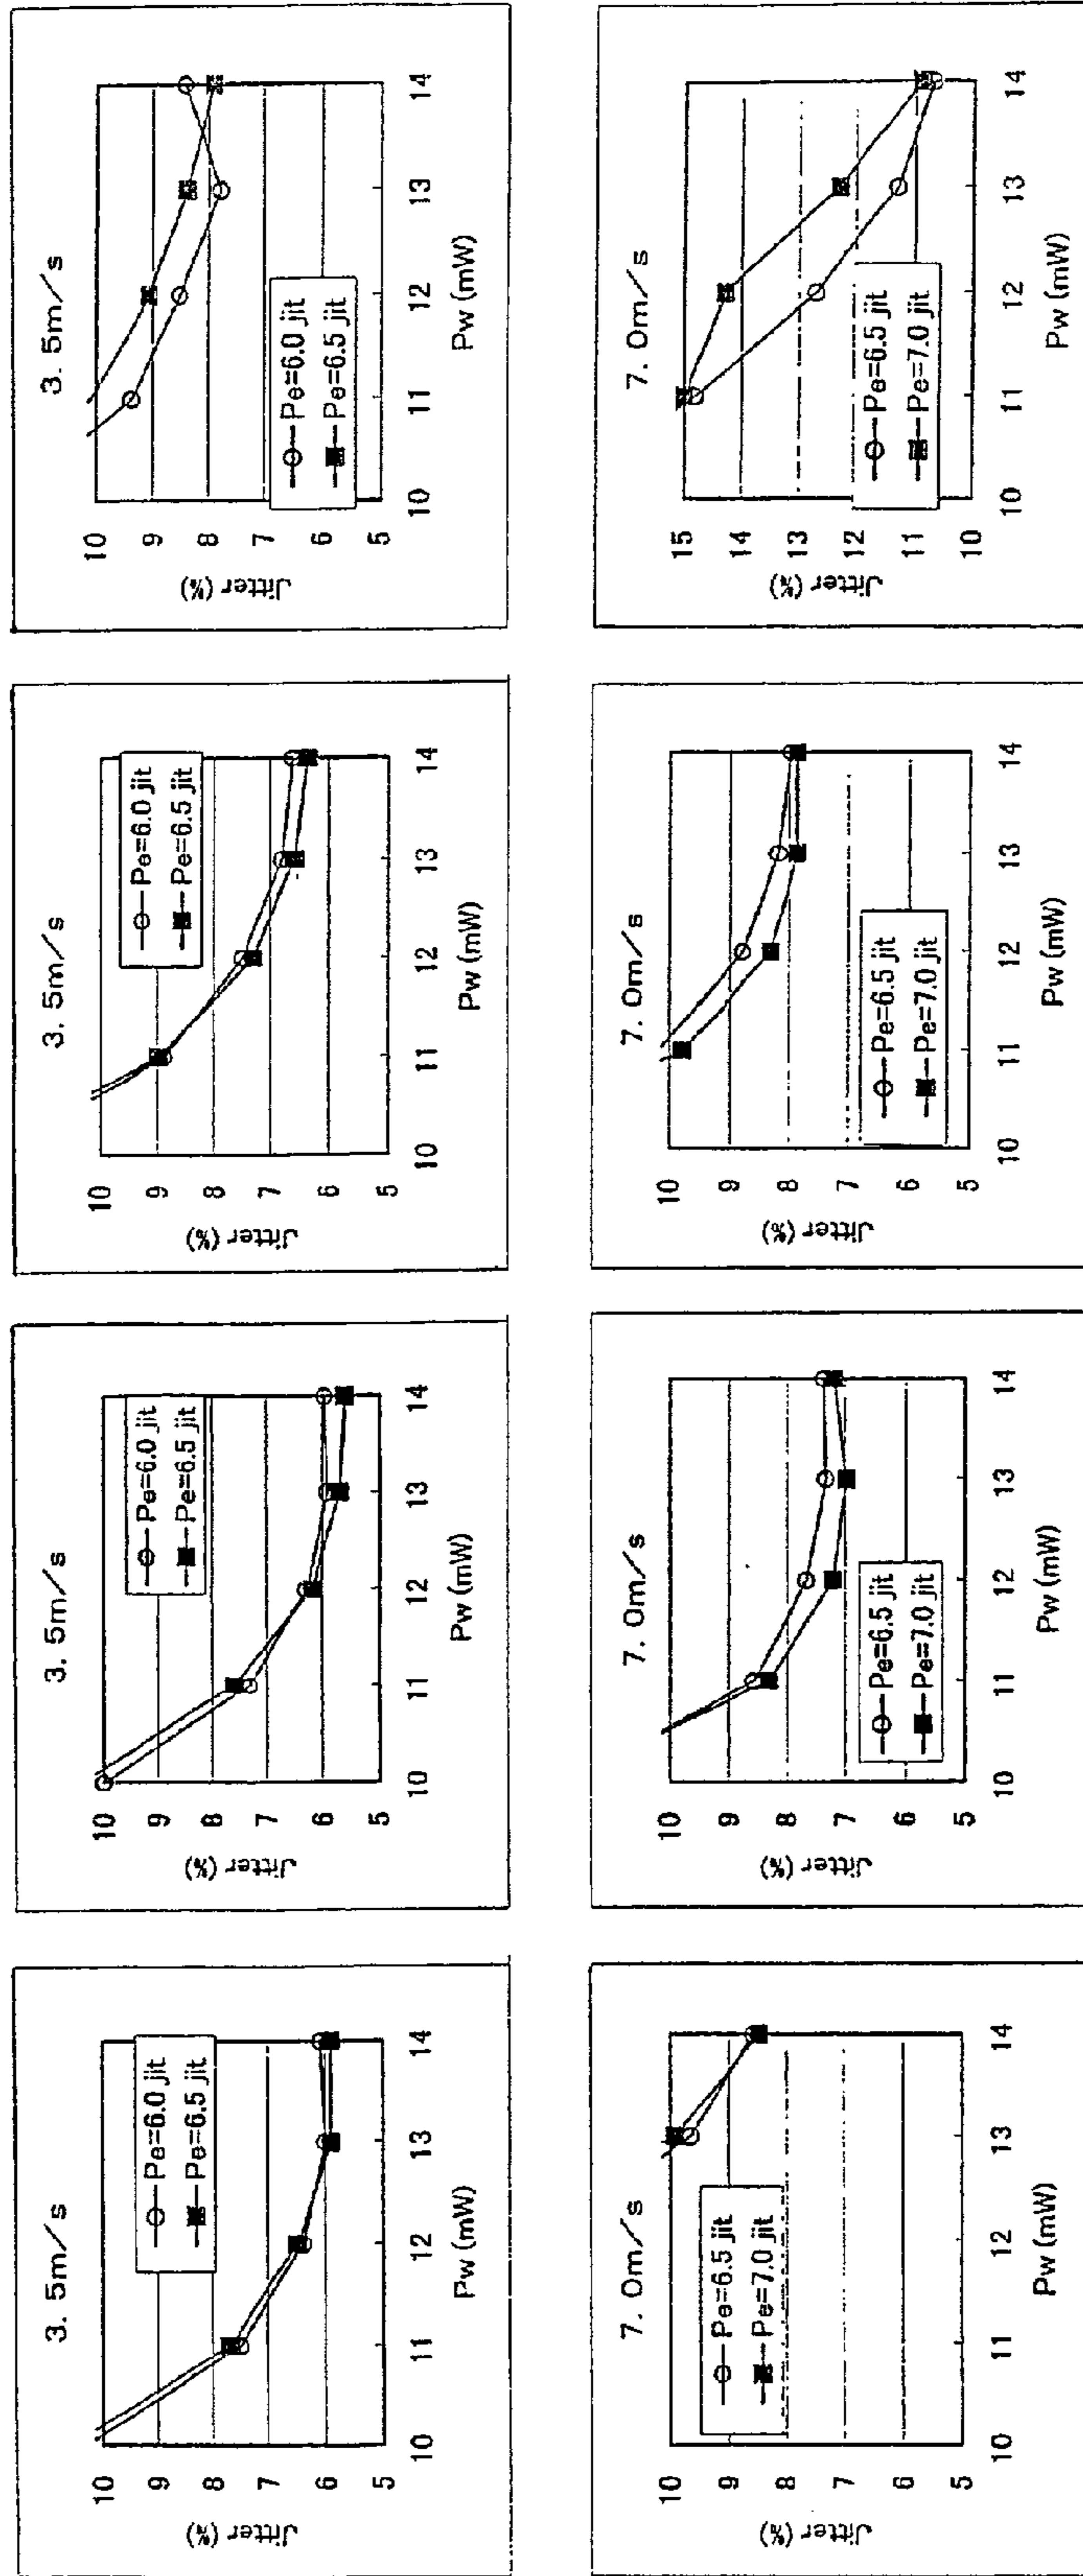 3. 5m/s
Jitter (%)
10
9
8
7
6
5
Pe=6.0 jit
Pe=6.5 jit
10 11 12 13 14
Pw (mW)
3. 5m/s
Jitter (%)
10
9
8
7
6
5
Pe=6.0 jit
Pe=6.5 jit
10 11 12 13 14
Pw (mW)
3. 5m/s
Jitter (%)
10
9
8
7
6
5
Pe=6.0 jit
Pe=6.5 jit
10 11 12 13 14
Pw (mW)
3. 5m/s
Jitter (%)
10
9
8
7
6
5
Pe=6.0 jit
Pe=6.5 jit
10 11 12 13 14
Pw (mW)
7. 0m/s
Jitter (%)
10
9
8
7
6
5
Pe=6.5 jit
Pe=7.0 jit
10 11 12 13 14
Pw (mW)
7. 0m/s
Jitter (%)
10
9
8
7
6
5
Pe=6.5 jit
Pe=7.0 jit
10 11 12 13 14
Pw (mW)
7. 0m/s
Jitter (%)
10
9
8
7
6
5
Pe=6.5 jit
Pe=7.0 jit
10 11 12 13 14
Pw (mW)
7. 0m/s
Jitter (%)
15
14
13
12
11
10
Pe=6.5 jit
Pe=7.0 jit
10 11 12 13 14
Pw (mW)